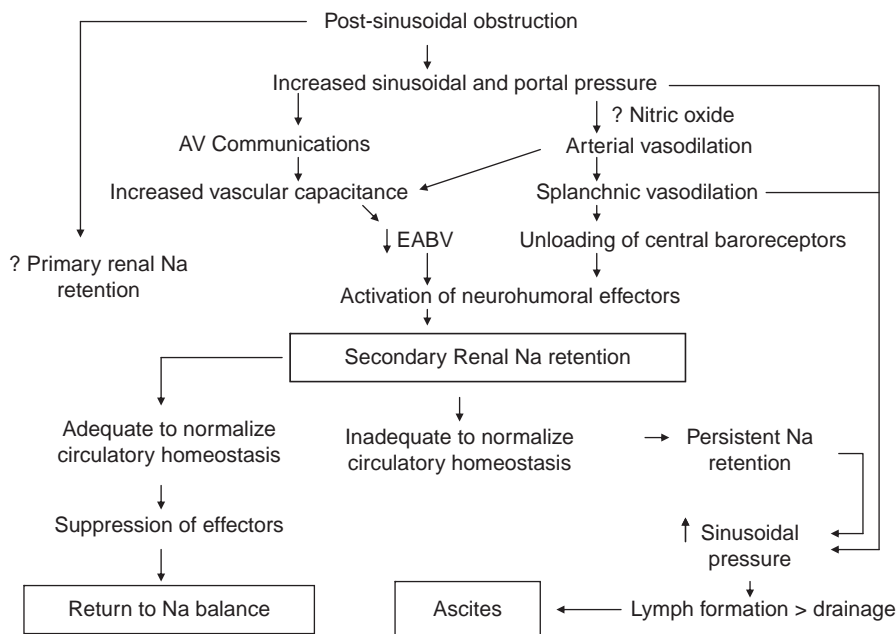 Post-sinusoidal obstruction
Increased sinusoidal and portal pressure
? Nitric oxide
AV Communications
Arterial vasodilation
Increased vascular capacitance
Splanchnic vasodilation
EABV
Unloading of central baroreceptors
? Primary renal Na
retention
Activation of neurohumoral effectors
Secondary Renal Na retention
Adequate to normalize
circulatory homeostasis
Inadequate to normalize
circulatory homeostasis
Persistent Na
retention
Suppression of effectors
Sinusoidal
pressure
Return to Na balance
Ascites
Lymph formation > drainage